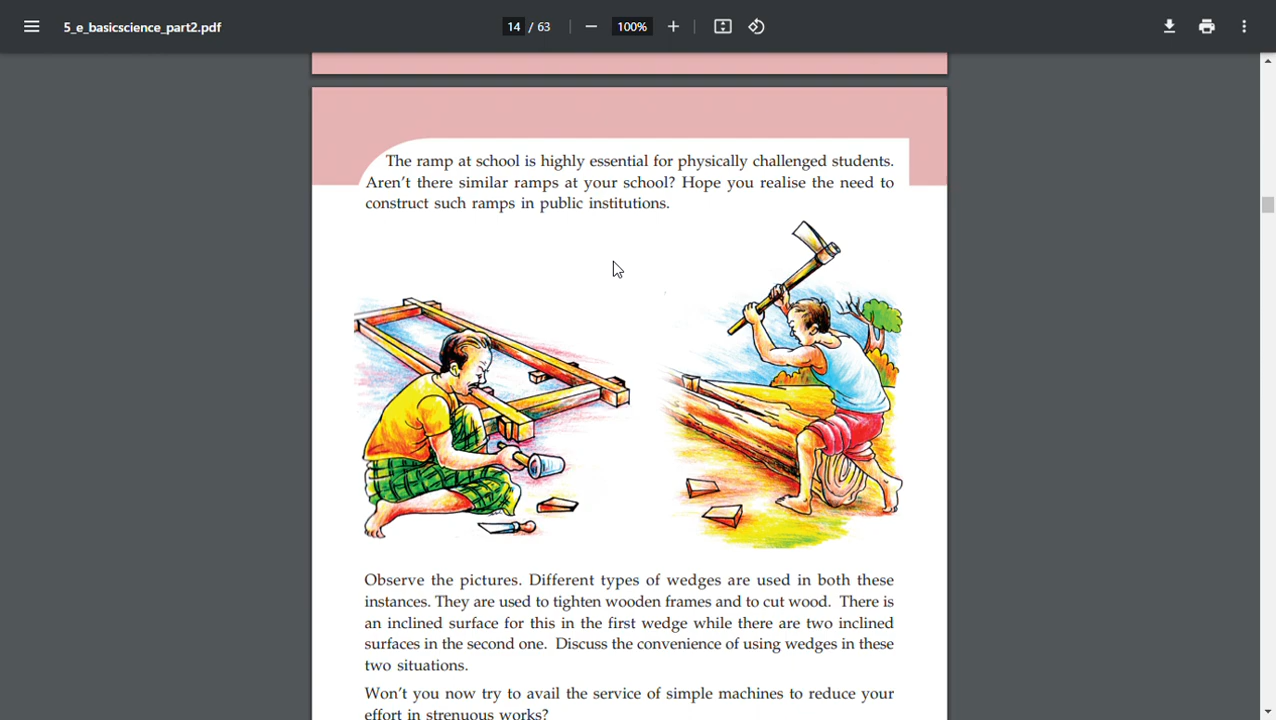 5_e_basicscience_part2.pdf
14 / 63
100%
The ramp at school is highly essential for physically challenged students.
Aren't there similar ramps at your school? Hope you realise the need to
construct such ramps in public institutions.
Observe the pictures. Different types of wedges are used in both these
instances. They are used to tighten wooden frames and to cut wood. There is
an inclined surface for this in the first wedge while there are two inclined
surfaces in the second one. Discuss the convenience of using wedges in these
two situations.
Won't you now try to avail the service of simple machines to reduce your
effort in strenuous works?